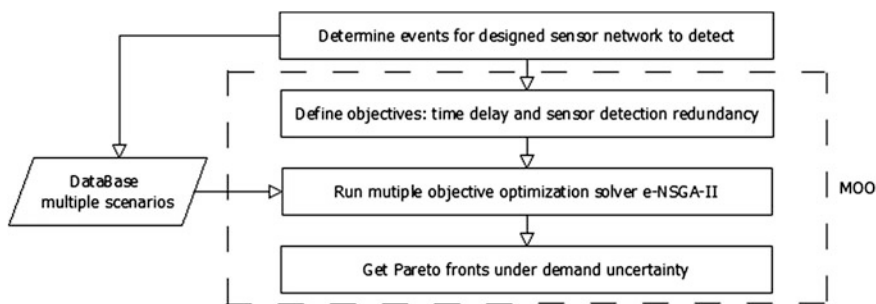 Determine events for designed sensor network to detect
Define objectives: time delay and sensor detection redundancy
DataBase
multiple scenarios
Run mutiple objective optimization solver e-NSGA-II
MOO
Get Pareto fronts under demand uncertainty